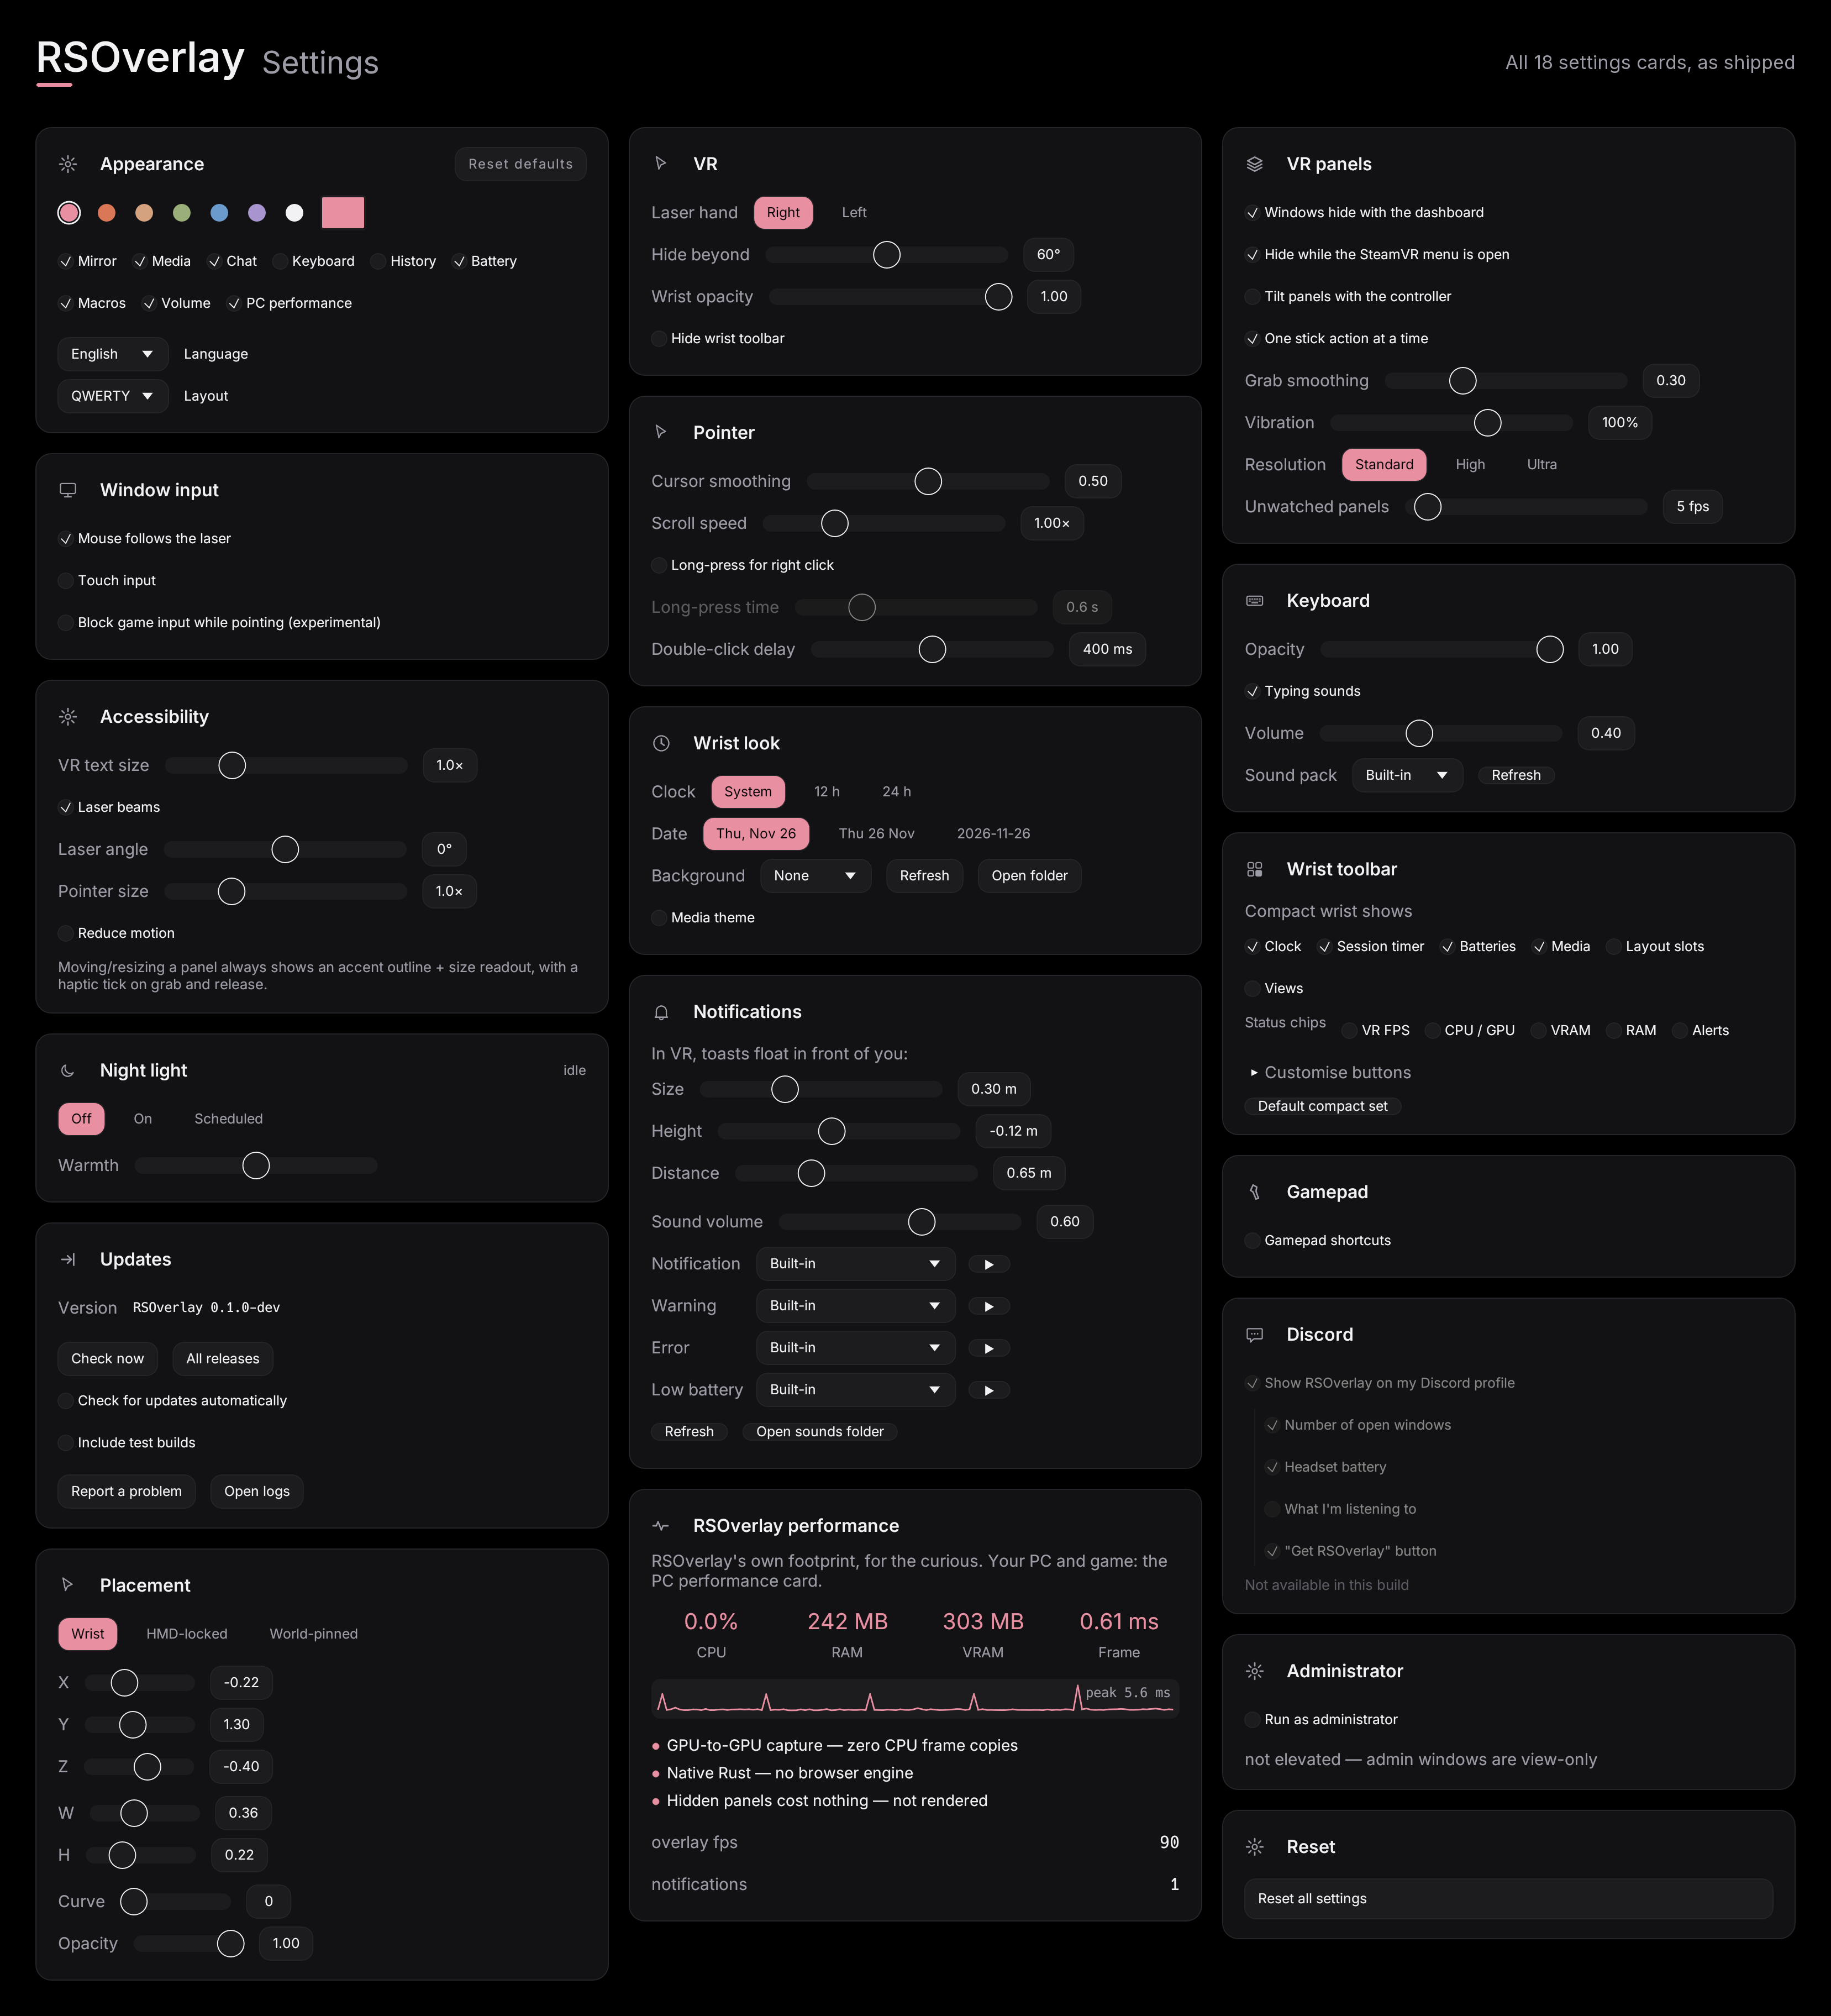 RSOverlay Settings
All 18 settings cards, as shipped
Appearance
Reset defaults
Mirror Media Chat Keyboard History Battery
Macros Volume PC performance
English Language
QWERTY Layout
Window input
Mouse follows the laser
Touch input
Block game input while pointing (experimental)
Accessibility
VR text size 1.0×
Laser beams
Laser angle 0°
Pointer size 1.0×
Reduce motion
Moving/resizing a panel always shows an accent outline + size readout, with a
haptic tick on grab and release.
Night light idle
Off On Scheduled
Warmth
Updates
Version RSOverlay 0.1.0-dev
Check now All releases
Check for updates automatically
Include test builds
Report a problem Open logs
Placement
Wrist HMD-locked World-pinned
X -0.22
Y 1.30
Z -0.40
W 0.36
H 0.22
Curve 0
Opacity 1.00
VR
Laser hand Right Left
Hide beyond 60°
Wrist opacity 1.00
Hide wrist toolbar
Pointer
Cursor smoothing 0.50
Scroll speed 1.00×
Long-press for right click
Long-press time 0.6 s
Double-click delay 400 ms
Wrist look
Clock System 12 h 24 h
Date Thu, Nov 26 Thu 26 Nov 2026-11-26
Background None Refresh Open folder
Media theme
Notifications
In VR, toasts float in front of you:
Size 0.30 m
Height -0.12 m
Distance 0.65 m
Sound volume 0.60
Notification Built-in
Warning Built-in
Error Built-in
Low battery Built-in
Refresh Open sounds folder
RSOverlay performance
RSOverlay's own footprint, for the curious. Your PC and game: the
PC performance card.
0.0% 242 MB 303 MB 0.61 ms
CPU RAM VRAM Frame
peak 5.6 ms
GPU-to-GPU capture — zero CPU frame copies
Native Rust — no browser engine
Hidden panels cost nothing — not rendered
overlay fps 90
notifications 1
VR panels
Windows hide with the dashboard
Hide while the SteamVR menu is open
Tilt panels with the controller
One stick action at a time
Grab smoothing 0.30
Vibration 100%
Resolution Standard High Ultra
Unwatched panels 5 fps
Keyboard
Opacity 1.00
Typing sounds
Volume 0.40
Sound pack Built-in Refresh
Wrist toolbar
Compact wrist shows
Clock Session timer Batteries Media Layout slots
Views
Status chips VR FPS CPU / GPU VRAM RAM Alerts
Customise buttons
Default compact set
Gamepad
Gamepad shortcuts
Discord
Show RSOverlay on my Discord profile
Number of open windows
Headset battery
What I'm listening to
"Get RSOverlay" button
Not available in this build
Administrator
Run as administrator
not elevated — admin windows are view-only
Reset
Reset all settings